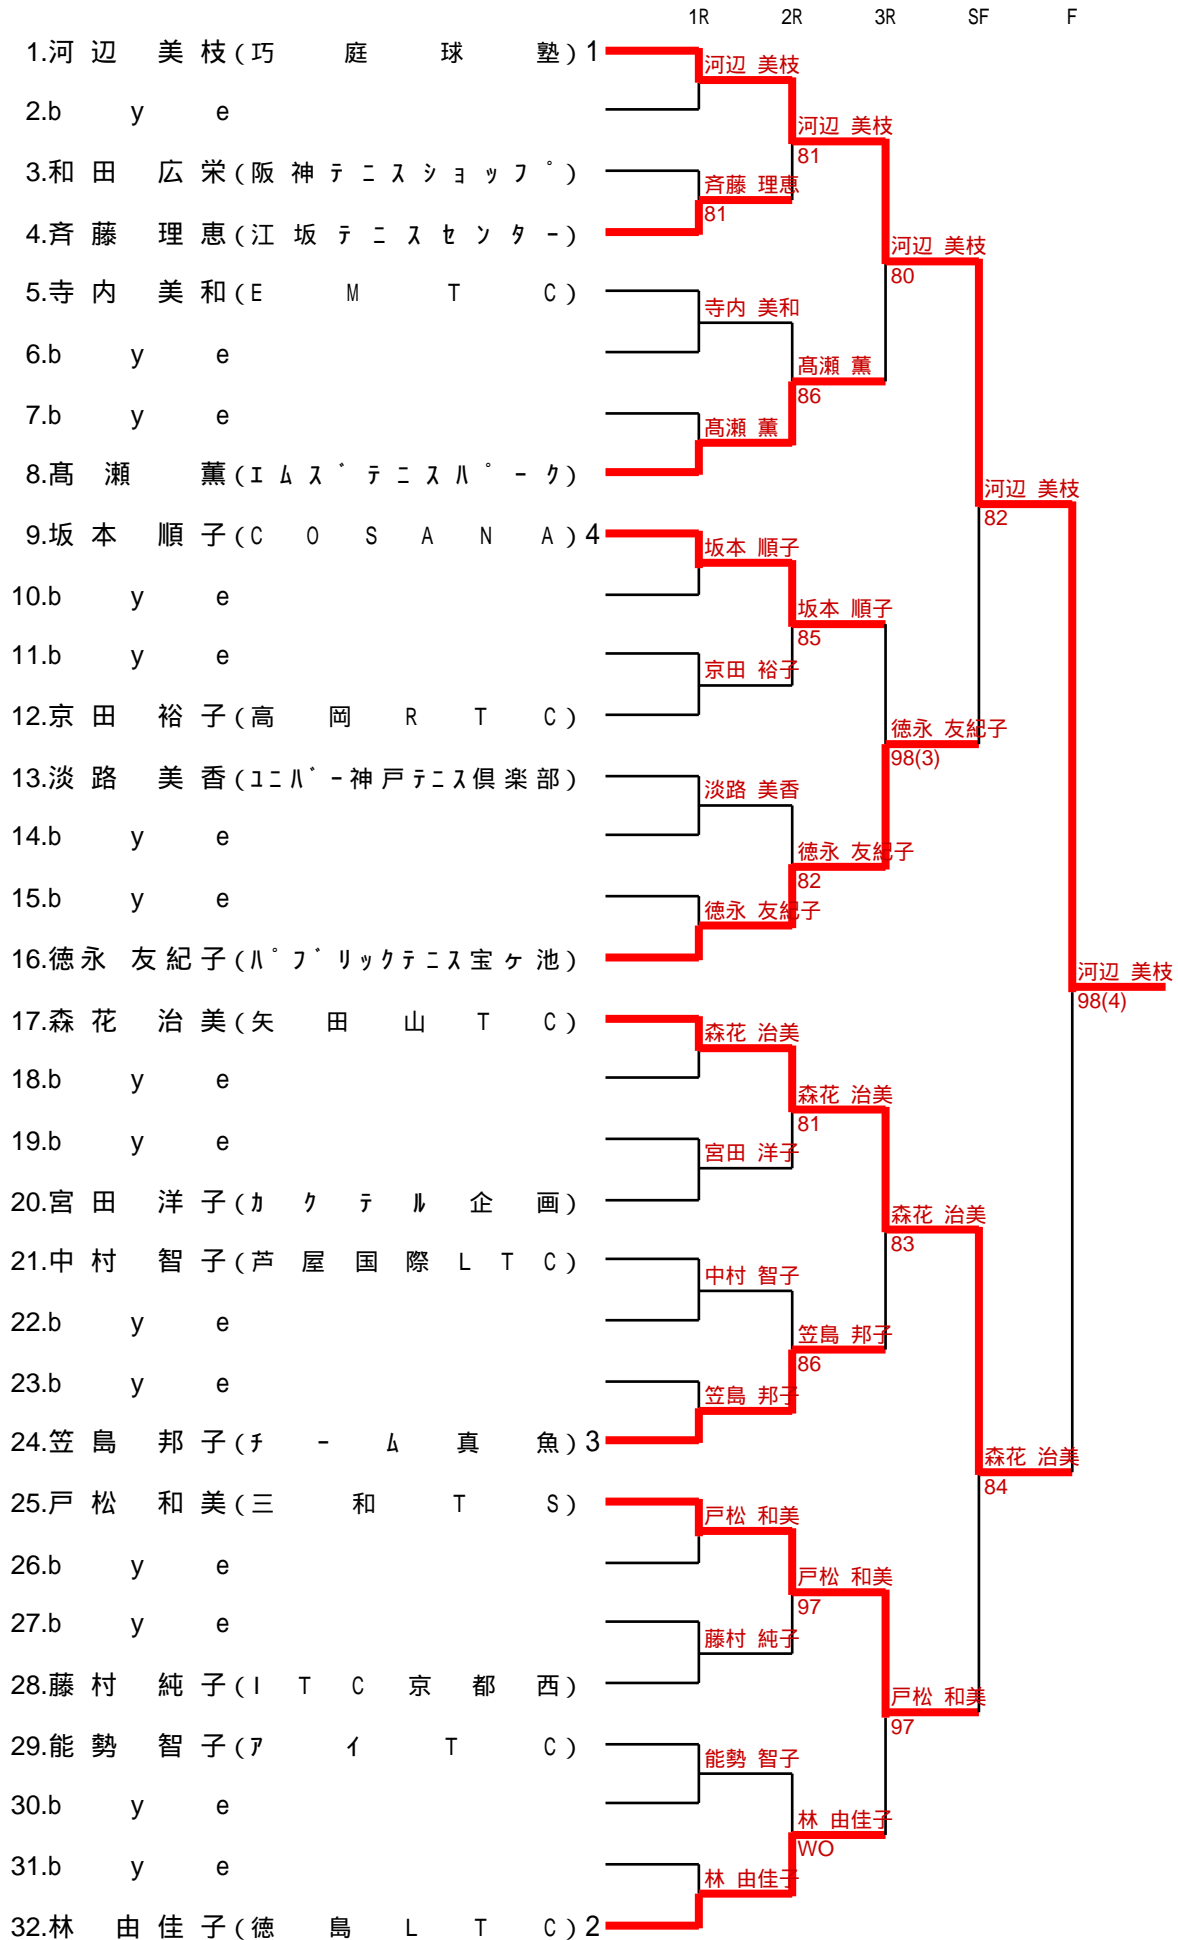 1R 2R 3R SF F
1.河辺 美枝(巧庭球塾)1
河辺 美枝
2.bye
河辺 美枝
81
3.和田 広栄(阪神テニスショップ)
斉藤 理恵
81
4.斉藤 理恵(江坂テニスセンター)
河辺 美枝
80
5.寺内 美和(EMTC)
寺内 美和
6.bye
髙瀬 薫
86
7.bye
髙瀬 薫
8.髙瀬 薫(エムズテニスパーク)
河辺 美枝
82
9.坂本 順子(COSANA)4
坂本 順子
10.bye
坂本 順子
85
11.bye
京田 裕子
12.京田 裕子(高岡RTC)
徳永 友紀子
98(3)
13.淡路 美香(ユニバー神戸テニス倶楽部)
淡路 美香
14.bye
徳永 友紀子
82
15.bye
徳永 友紀子
16.徳永 友紀子(パブリックテニス宝ヶ池)
河辺 美枝
98(4)
17.森花 治美(矢田山TC)
森花 治美
18.bye
森花 治美
81
19.bye
宮田 洋子
20.宮田 洋子(カクテル企画)
森花 治美
83
21.中村 智子(芦屋国際LTC)
中村 智子
22.bye
笠島 邦子
86
23.bye
笠島 邦子
24.笠島 邦子(チーム真魚)3
森花 治美
84
25.戸松 和美(三和TS)
戸松 和美
26.bye
戸松 和美
97
27.bye
藤村 純子
28.藤村 純子(ITC京都西)
戸松 和美
97
29.能勢 智子(アイTC)
能勢 智子
30.bye
林 由佳子
WO
31.bye
林 由佳子
32.林 由佳子(徳島LTC)2